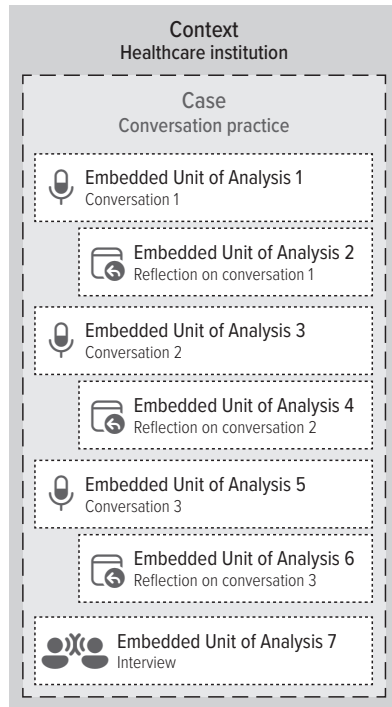 Context
Healthcare institution
Case
Conversation practice
Embedded Unit of Analysis 1
Conversation 1
Embedded Unit of Analysis 2
Reflection on conversation 1
Embedded Unit of Analysis 3
Conversation 2
Embedded Unit of Analysis 4
Reflection on conversation 2
Embedded Unit of Analysis 5
Conversation 3
Embedded Unit of Analysis 6
Reflection on conversation 3
Embedded Unit of Analysis 7
Interview